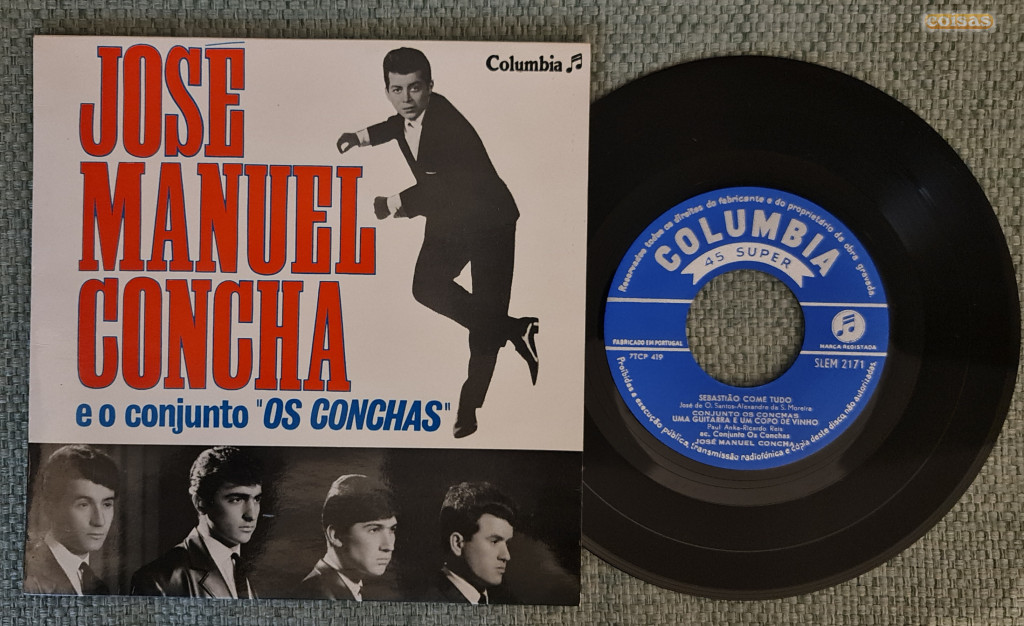 coisas
JOSÉ
MANUEL
CONCHA
e o conjunto "OS CONCHAS"
Columbia
Reservados todos os direitos do fabricante e do proprietário da obra gravada
COLUMBIA
45 SUPER
FABRICADO EM PORTUGAL
MARCA REGISTADA
7TCP 419
SLEM 2171
SEBASTIÃO COME TUDO
José de O. Santos-Alexandre de S. Moreira
CONJUNTO OS CONCHAS
UMA GUITARRA E UM COPO DE VINHO
Paul Anka-Ricardo Reis
ac. Conjunto Os Conchas
JOSÉ MANUEL CONCHA
Proibidas a execução pública, transmissão radiofónica e cópia deste disco, não autorizadas